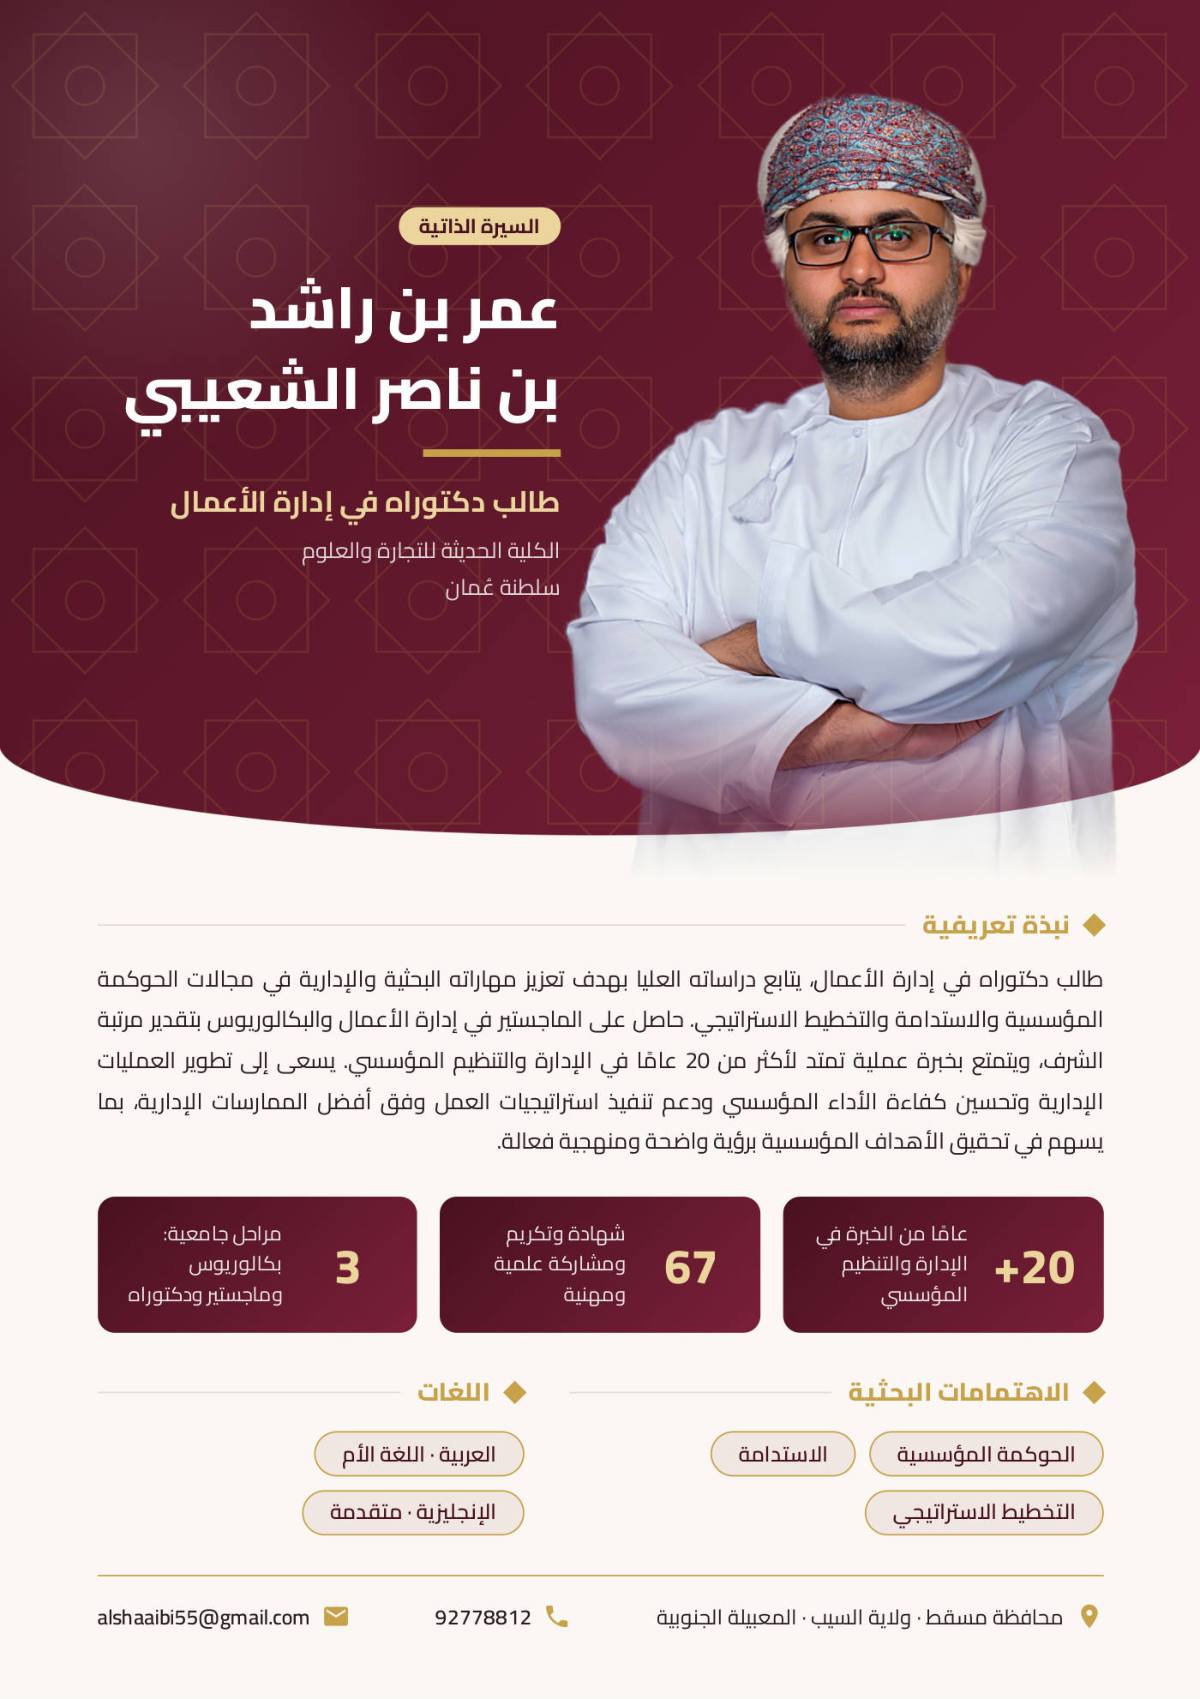 السيرة الذاتية
عمر بن راشد
بن ناصر الشعيبي
طالب دكتوراه في إدارة الأعمال
الكلية الحديثة للتجارة والعلوم
سلطنة عُمان
نبذة تعريفية
طالب دكتوراه في إدارة الأعمال، يتابع دراساته العليا بهدف تعزيز مهاراته البحثية والإدارية في مجالات الحوكمة
المؤسسية والاستدامة والتخطيط الاستراتيجي. حاصل على الماجستير في إدارة الأعمال والبكالوريوس بتقدير مرتبة
الشرف، ويتمتع بخبرة عملية تمتد لأكثر من 20 عامًا في الإدارة والتنظيم المؤسسي. يسعى إلى تطوير العمليات
الإدارية وتحسين كفاءة الأداء المؤسسي ودعم تنفيذ استراتيجيات العمل وفق أفضل الممارسات الإدارية، بما
يسهم في تحقيق الأهداف المؤسسية برؤية واضحة ومنهجية فعالة.
+20
عامًا من الخبرة في
الإدارة والتنظيم
المؤسسي
67
شهادة وتكريم
ومشاركة علمية
ومهنية
3
مراحل جامعية:
بكالوريوس
وماجستير ودكتوراه
الاهتمامات البحثية
الحوكمة المؤسسية
الاستدامة
التخطيط الاستراتيجي
اللغات
العربية · اللغة الأم
الإنجليزية · متقدمة
محافظة مسقط · ولاية السيب · المعبيلة الجنوبية
92778812
alshaaibi55@gmail.com